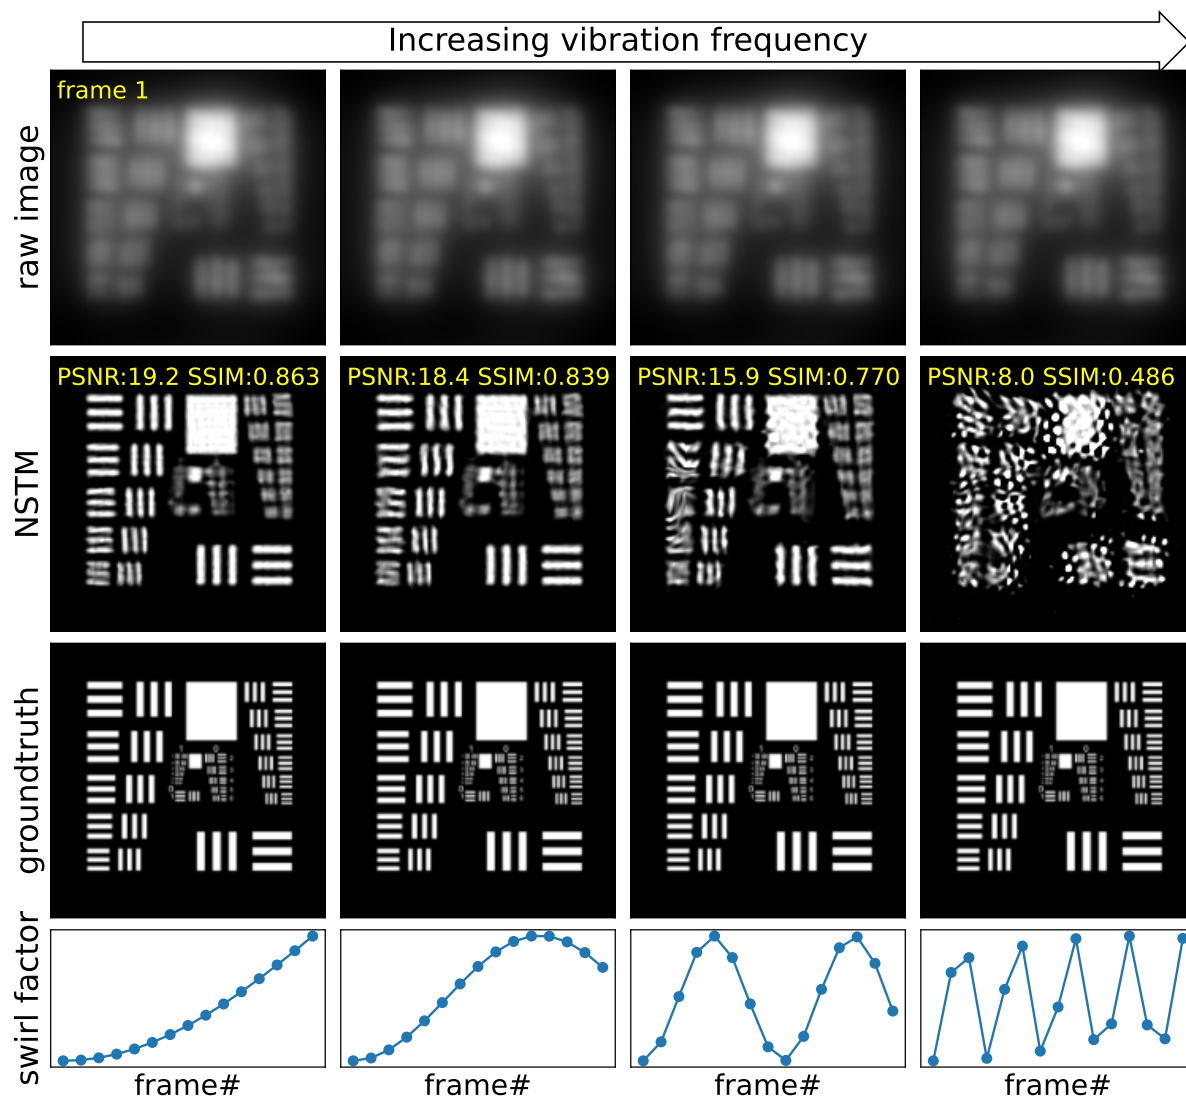 Increasing vibration frequency
raw image
frame 1
NSTM
PSNR:19.2 SSIM:0.863
PSNR:18.4 SSIM:0.839
PSNR:15.9 SSIM:0.770
PSNR:8.0 SSIM:0.486
groundtruth
swirl factor
frame#
frame#
frame#
frame#